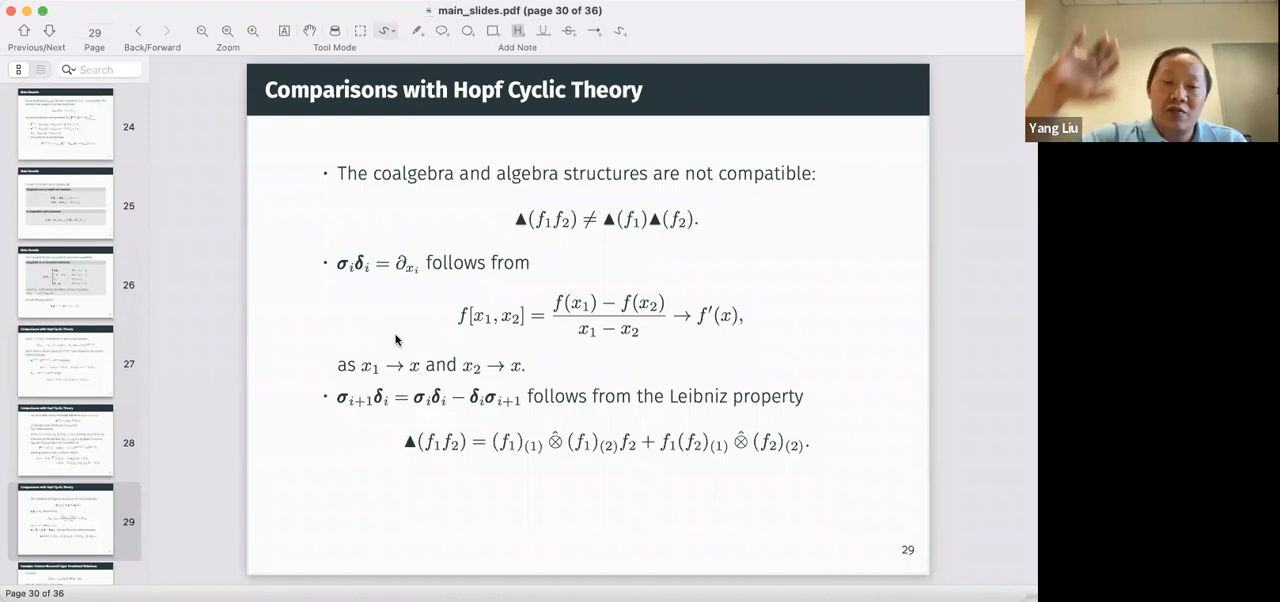 main_slides.pdf (page 30 of 36)
29
Previous/Next
Page
Back/Forward
Zoom
Tool Mode
Add Note
Search
24
25
26
27
28
29
Comparisons with Hopf Cyclic Theory
• The coalgebra and algebra structures are not compatible:
▲(f₁f₂) ≠ ▲(f₁)▲(f₂).
• σᵢδᵢ = ∂ₓᵢ follows from
f[x₁, x₂] = (f(x₁) − f(x₂)) / (x₁ − x₂) → f′(x),
as x₁ → x and x₂ → x.
• σᵢ₊₁δᵢ = σᵢδᵢ − δᵢσᵢ₊₁ follows from the Leibniz property
▲(f₁f₂) = (f₁)₍₁₎ ⊗̂ (f₁)₍₂₎f₂ + f₁(f₂)₍₁₎ ⊗̂ (f₂)₍₂₎.
29
Page 30 of 36
Yang Liu